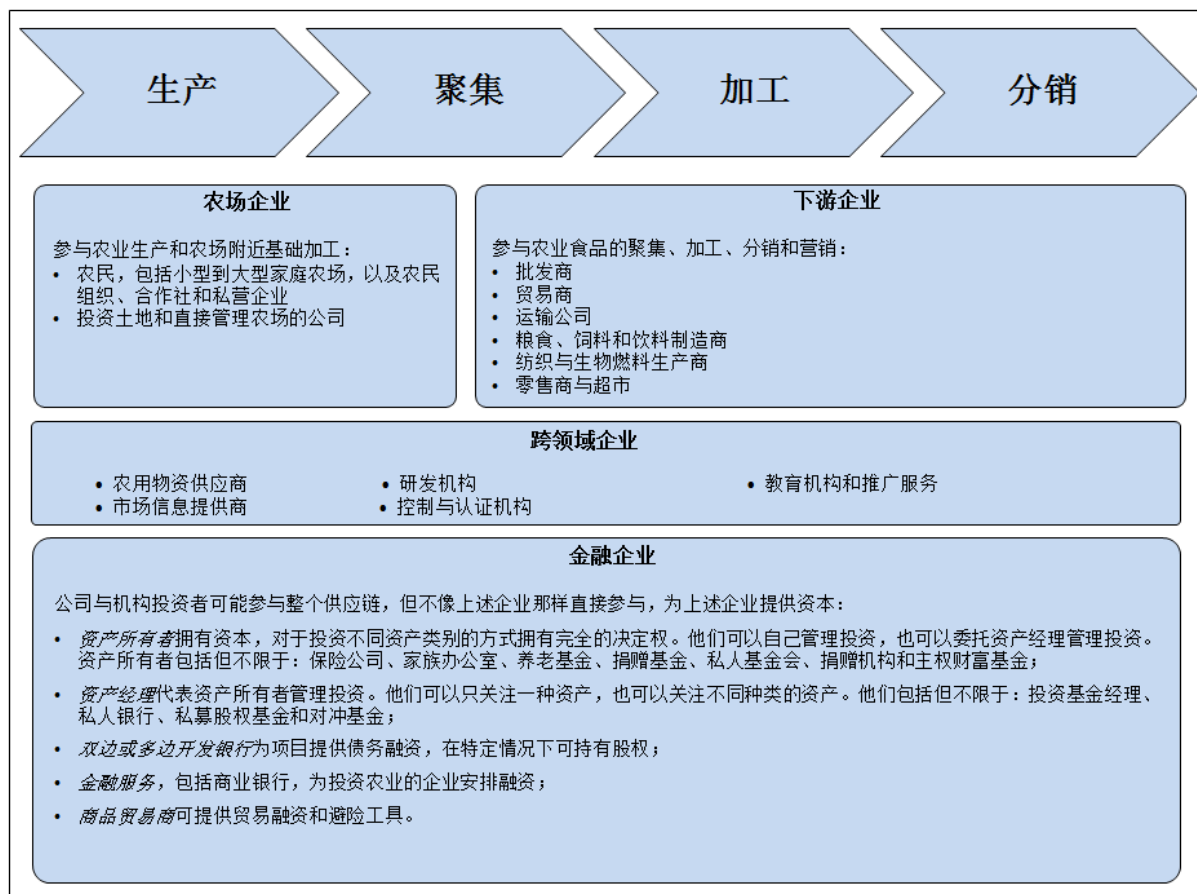 生产
聚集
加工
分销
农场企业
参与农业生产和农场附近基础加工：
• 农民，包括小型到大型家庭农场，以及农民
组织、合作社和私营企业
• 投资土地和直接管理农场的公司
下游企业
参与农业食品的聚集、加工、分销和营销：
• 批发商
• 贸易商
• 运输公司
• 粮食、饲料和饮料制造商
• 纺织与生物燃料生产商
• 零售商与超市
跨领域企业
• 农用物资供应商
• 市场信息提供商
• 研发机构
• 控制与认证机构
• 教育机构和推广服务
金融企业
公司与机构投资者可能参与整个供应链，但不像上述企业那样直接参与，为上述企业提供资本：
• 资产所有者拥有资本，对于投资不同资产类别的方式拥有完全的决定权。他们可以自己管理投资，也可以委托资产经理管理投资。
资产所有者包括但不限于：保险公司、家族办公室、养老基金、捐赠基金、私人基金会、捐赠机构和主权财富基金；
• 资产经理代表资产所有者管理投资。他们可以只关注一种资产，也可以关注不同种类的资产。他们包括但不限于：投资基金经理、
私人银行、私募股权基金和对冲基金；
• 双边或多边开发银行为项目提供债务融资，在特定情况下可持有股权；
• 金融服务，包括商业银行，为投资农业的企业安排融资；
• 商品贸易商可提供贸易融资和避险工具。